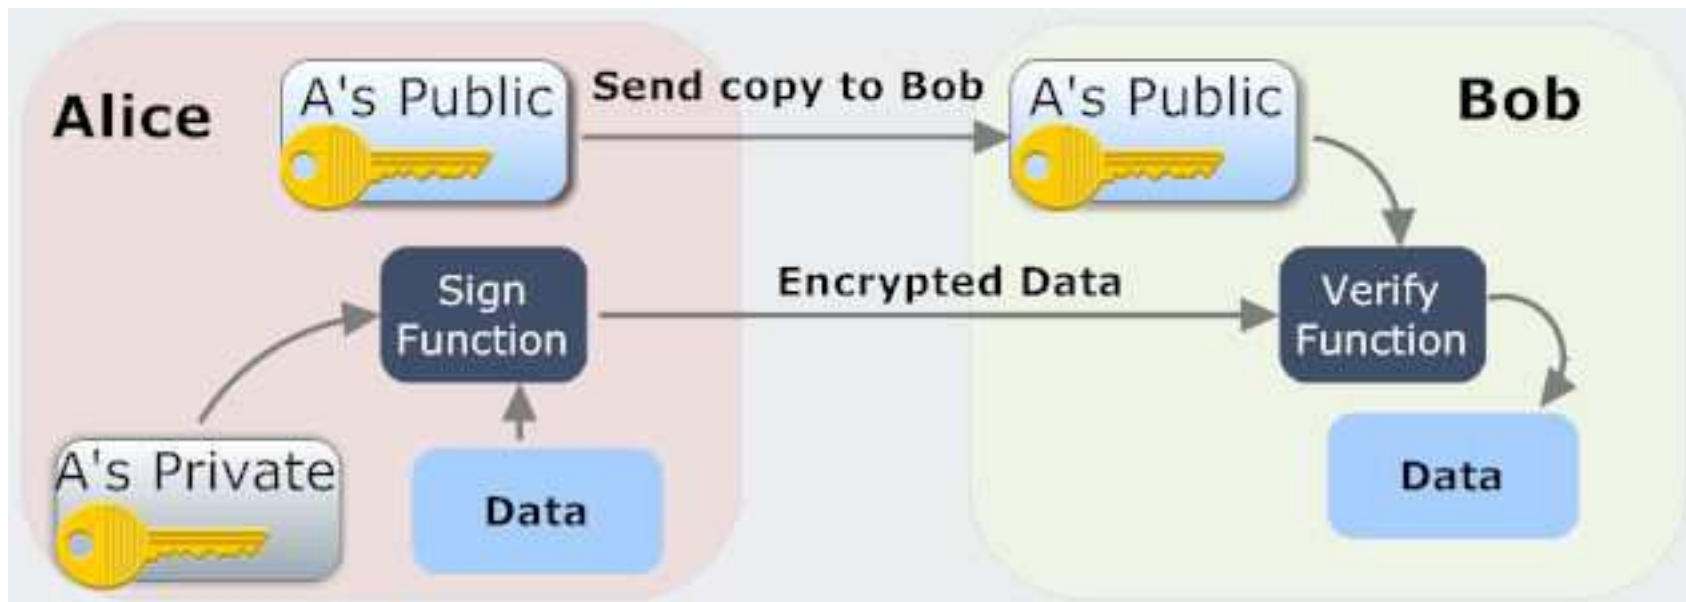 Alice
A's Public
Send copy to Bob
A's Public
Bob
Sign
Function
Encrypted Data
Verify
Function
A's Private
Data
Data